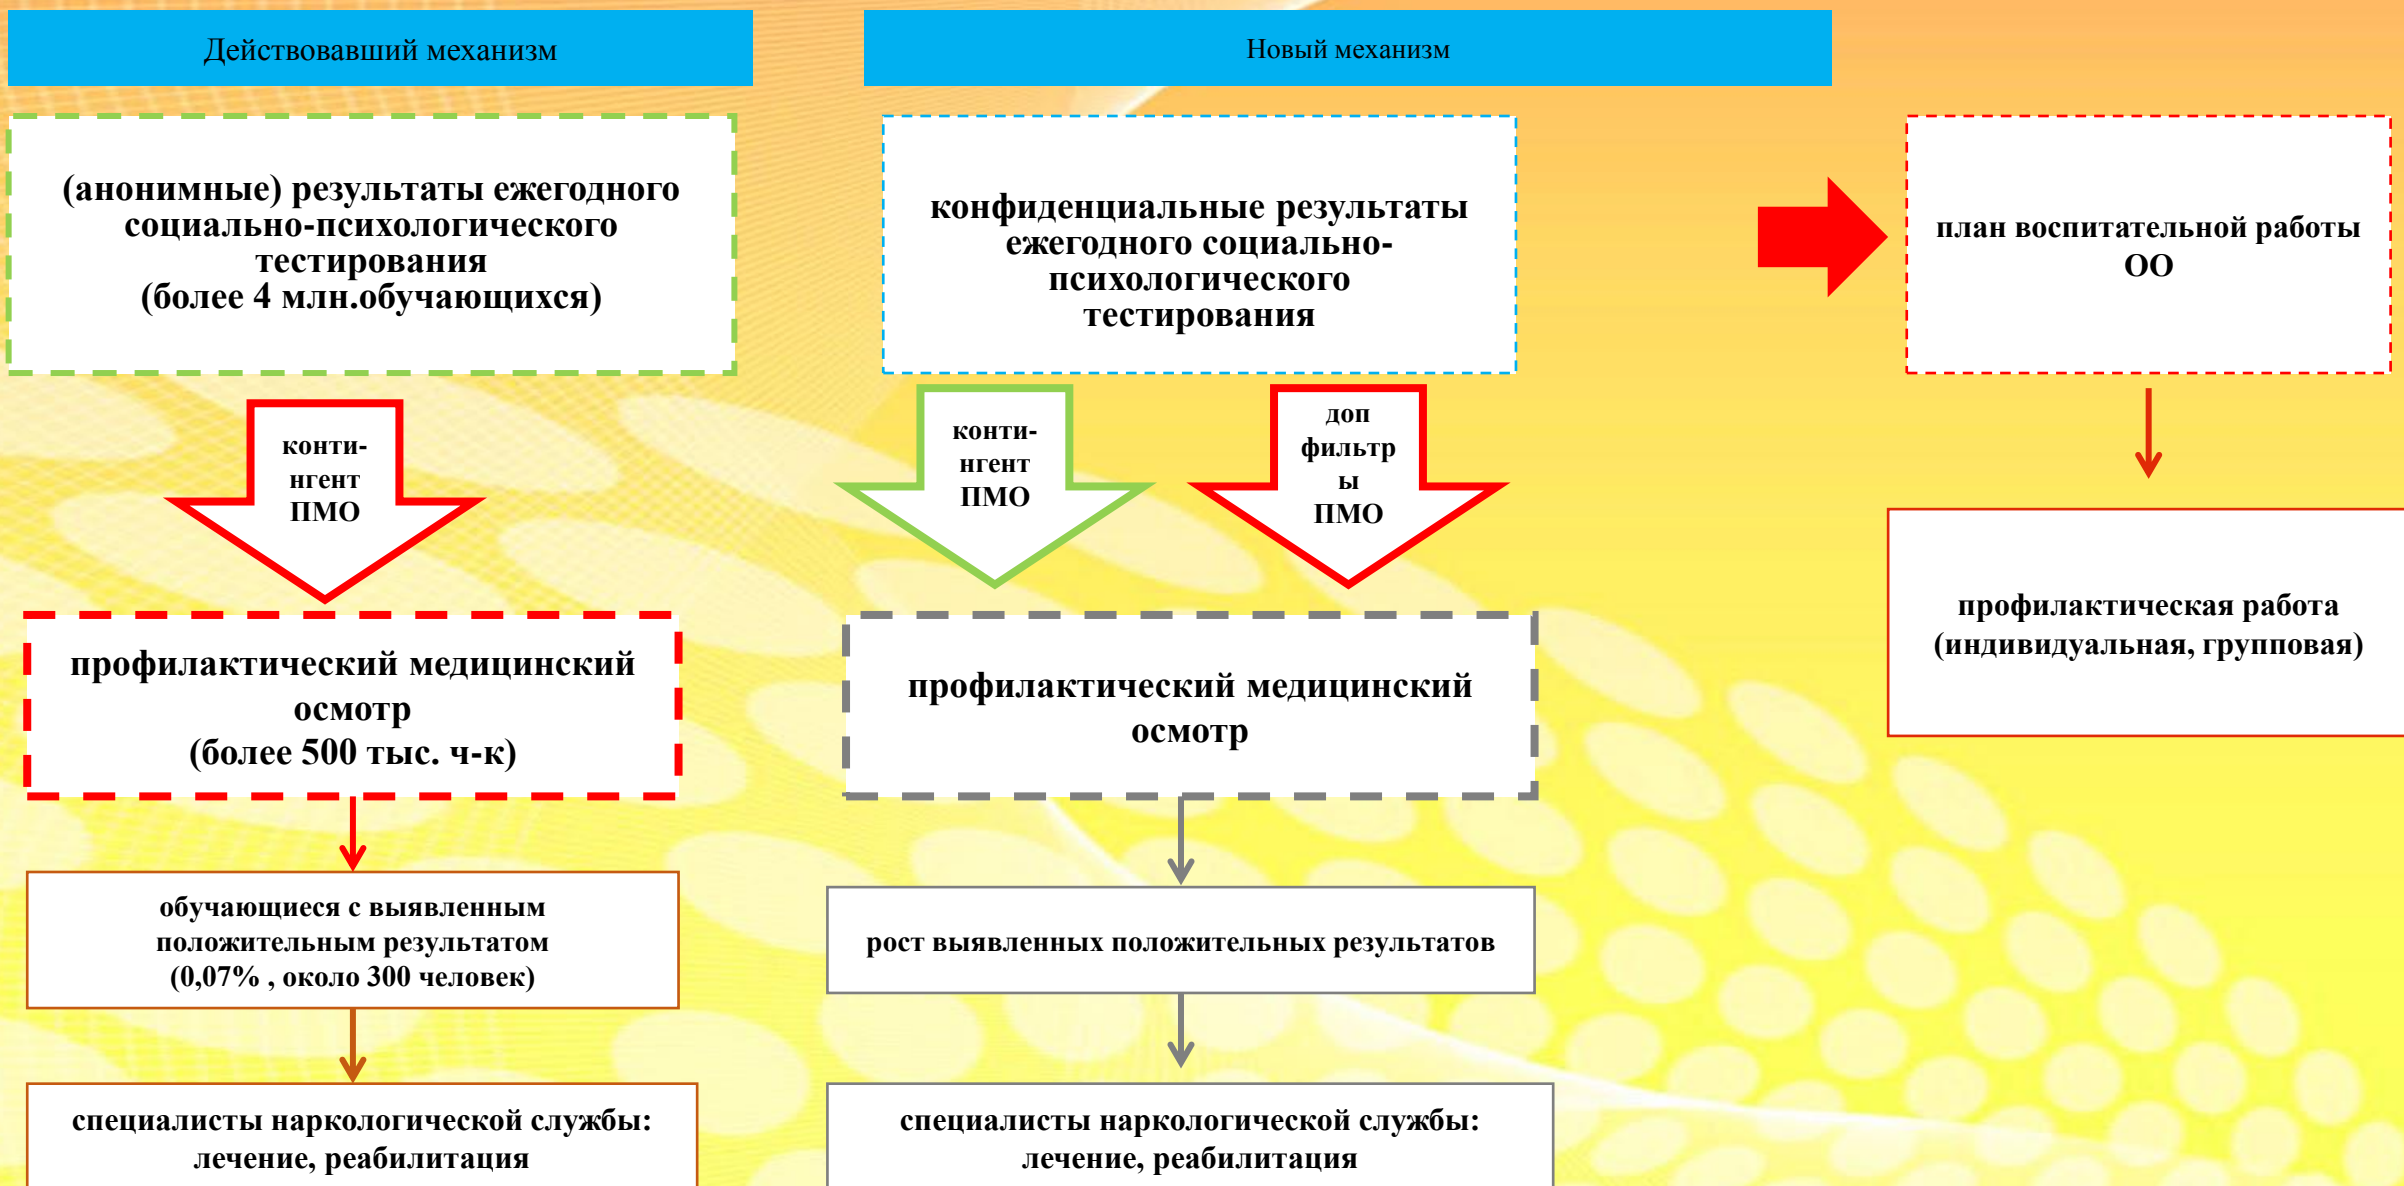 Действовавший механизм
Новый механизм
(анонимные) результаты ежегодного
социально-психологического
тестирования
(более 4 млн.обучающихся)
конфиденциальные результаты
ежегодного социально-
психологического
тестирования
план воспитательной работы
ОО
конти-
нгент
ПМО
конти-
нгент
ПМО
доп
фильтр
ы
ПМО
профилактический медицинский
осмотр
(более 500 тыс. ч-к)
профилактический медицинский
осмотр
профилактическая работа
(индивидуальная, групповая)
обучающиеся с выявленным
положительным результатом
(0,07% , около 300 человек)
рост выявленных положительных результатов
специалисты наркологической службы:
лечение, реабилитация
специалисты наркологической службы:
лечение, реабилитация